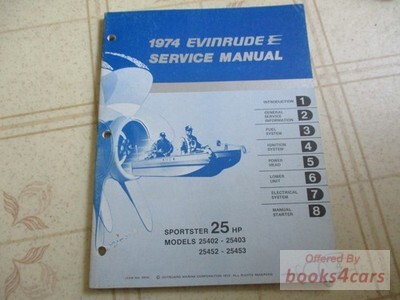 1974 EVINRUDE E
SERVICE MANUAL
INTRODUCTION 1
GENERAL
SERVICE
INFORMATION 2
FUEL
SYSTEM 3
IGNITION
SYSTEM 4
POWER
HEAD 5
LOWER
UNIT 6
ELECTRICAL
SYSTEM 7
MANUAL
STARTER 8
SPORTSTER 25 HP
MODELS 25402 - 25403
25452 - 25453
Offered by
books4cars